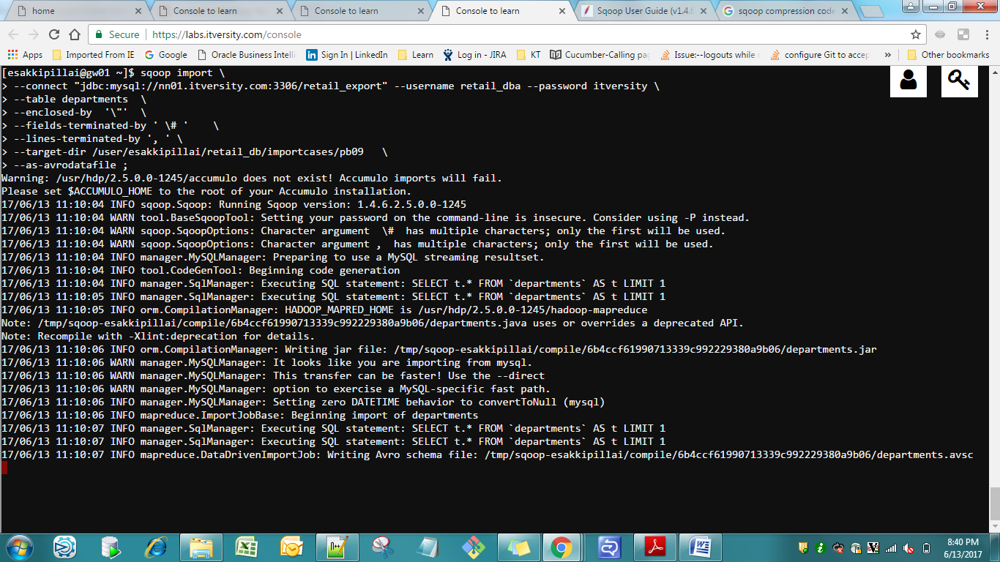 home
Console to learn
Console to learn
Console to learn
Sqoop User Guide (v1.4.6
sqoop compression code
Secure
https://labs.itversity.com/console
Apps
Imported From IE
Google
Oracle Business Intelli
Sign In | LinkedIn
Learn
Log in - JIRA
KT
Cucumber-Calling pag
Issue:--logouts while
configure Git to accep
Other bookmarks
[esakkipillai@gw01 ~]$ sqoop import \
> --connect "jdbc:mysql://nn01.itversity.com:3306/retail_export" --username retail_dba --password itversity \
> --table departments  \
> --enclosed-by  '\"'  \
> --fields-terminated-by ' \# '    \
> --lines-terminated-by ', ' \
> --target-dir /user/esakkipillai/retail_db/importcases/pb09   \
> --as-avrodatafile ;
Warning: /usr/hdp/2.5.0.0-1245/accumulo does not exist! Accumulo imports will fail.
Please set $ACCUMULO_HOME to the root of your Accumulo installation.
17/06/13 11:10:04 INFO sqoop.Sqoop: Running Sqoop version: 1.4.6.2.5.0.0-1245
17/06/13 11:10:04 WARN tool.BaseSqoopTool: Setting your password on the command-line is insecure. Consider using -P instead.
17/06/13 11:10:04 WARN sqoop.SqoopOptions: Character argument  \#  has multiple characters; only the first will be used.
17/06/13 11:10:04 WARN sqoop.SqoopOptions: Character argument ,  has multiple characters; only the first will be used.
17/06/13 11:10:04 INFO manager.MySQLManager: Preparing to use a MySQL streaming resultset.
17/06/13 11:10:04 INFO tool.CodeGenTool: Beginning code generation
17/06/13 11:10:04 INFO manager.SqlManager: Executing SQL statement: SELECT t.* FROM `departments` AS t LIMIT 1
17/06/13 11:10:05 INFO manager.SqlManager: Executing SQL statement: SELECT t.* FROM `departments` AS t LIMIT 1
17/06/13 11:10:05 INFO orm.CompilationManager: HADOOP_MAPRED_HOME is /usr/hdp/2.5.0.0-1245/hadoop-mapreduce
Note: /tmp/sqoop-esakkipillai/compile/6b4ccf61990713339c992229380a9b06/departments.java uses or overrides a deprecated API.
Note: Recompile with -Xlint:deprecation for details.
17/06/13 11:10:06 INFO orm.CompilationManager: Writing jar file: /tmp/sqoop-esakkipillai/compile/6b4ccf61990713339c992229380a9b06/departments.jar
17/06/13 11:10:06 WARN manager.MySQLManager: It looks like you are importing from mysql.
17/06/13 11:10:06 WARN manager.MySQLManager: This transfer can be faster! Use the --direct
17/06/13 11:10:06 WARN manager.MySQLManager: option to exercise a MySQL-specific fast path.
17/06/13 11:10:06 INFO manager.MySQLManager: Setting zero DATETIME behavior to convertToNull (mysql)
17/06/13 11:10:06 INFO mapreduce.ImportJobBase: Beginning import of departments
17/06/13 11:10:07 INFO manager.SqlManager: Executing SQL statement: SELECT t.* FROM `departments` AS t LIMIT 1
17/06/13 11:10:07 INFO manager.SqlManager: Executing SQL statement: SELECT t.* FROM `departments` AS t LIMIT 1
17/06/13 11:10:07 INFO mapreduce.DataDrivenImportJob: Writing Avro schema file: /tmp/sqoop-esakkipillai/compile/6b4ccf61990713339c992229380a9b06/departments.avsc
8:40 PM
6/13/2017